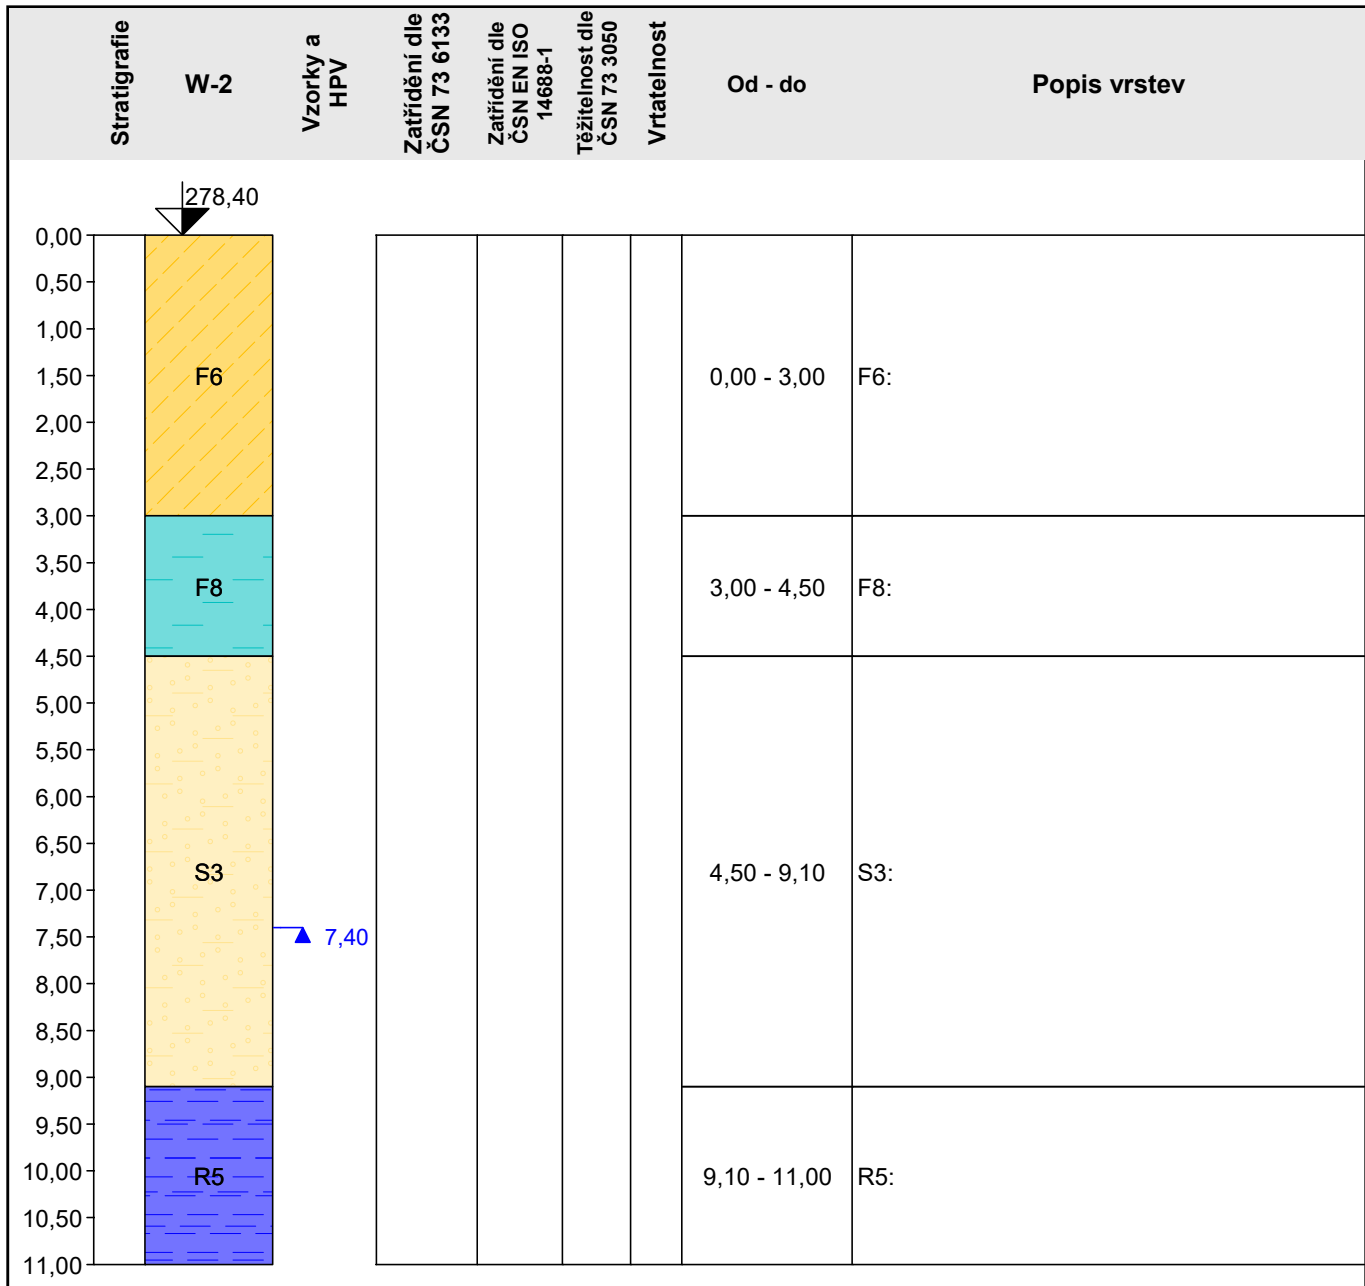 Stratigrafie
W-2
Vzorky a
HPV
Zatřídění dle
ČSN 73 6133
Zatřídění dle
ČSN EN ISO
14688-1
Těžitelnost dle
ČSN 73 3050
Vrtatelnost
Od - do
Popis vrstev
278,40
0,00
0,50
1,00
1,50
F6
0,00 - 3,00
F6:
2,00
2,50
3,00
3,50
F8
3,00 - 4,50
F8:
4,00
4,50
5,00
5,50
6,00
6,50
S3
4,50 - 9,10
S3:
7,00
7,50
7,40
8,00
8,50
9,00
9,50
10,00
R5
9,10 - 11,00
R5:
10,50
11,00